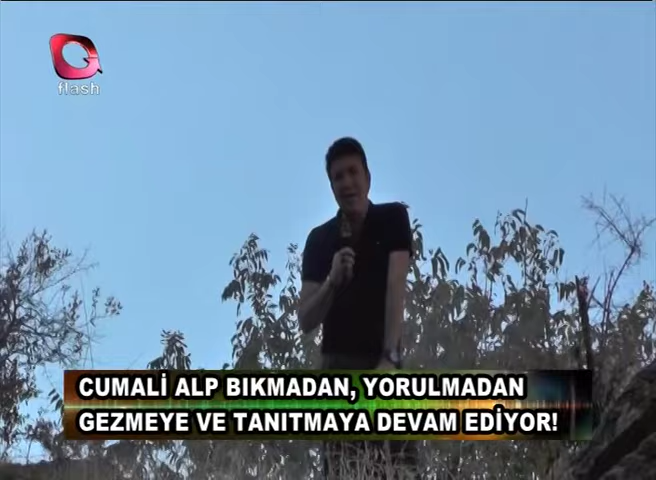 flash
CUMALİ ALP BIKMADAN, YORULMADAN
GEZMEYE VE TANITMAYA DEVAM EDİYOR!